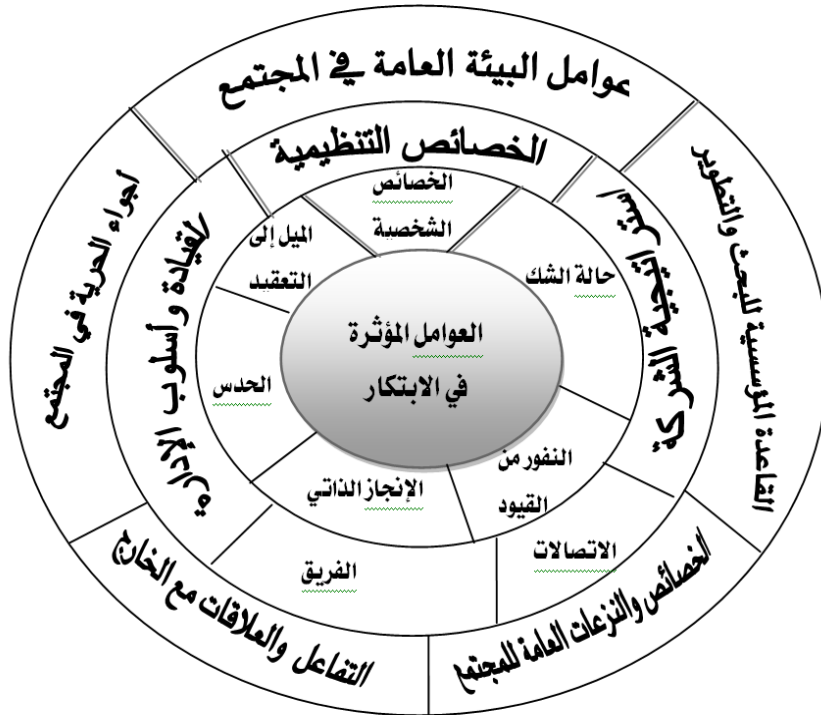 عوامل البيئة العامة في المجتمع
القاعدة المؤسسية للبحث والتطوير
الخصائص والنزعات العامة للمجتمع
التفاعل والعلاقات مع الخارج
أجواء الحرية في المجتمع
الخصائص التنظيمية
استراتيجية الشركة
الاتصالات
الفريق
القيادة وأسلوب الإدارة
الخصائص
الشخصية
حالة الشك
النفور من
القيود
الإنجاز الذاتي
الحدس
الميل إلى
التعقيد
العوامل المؤثرة
في الابتكار